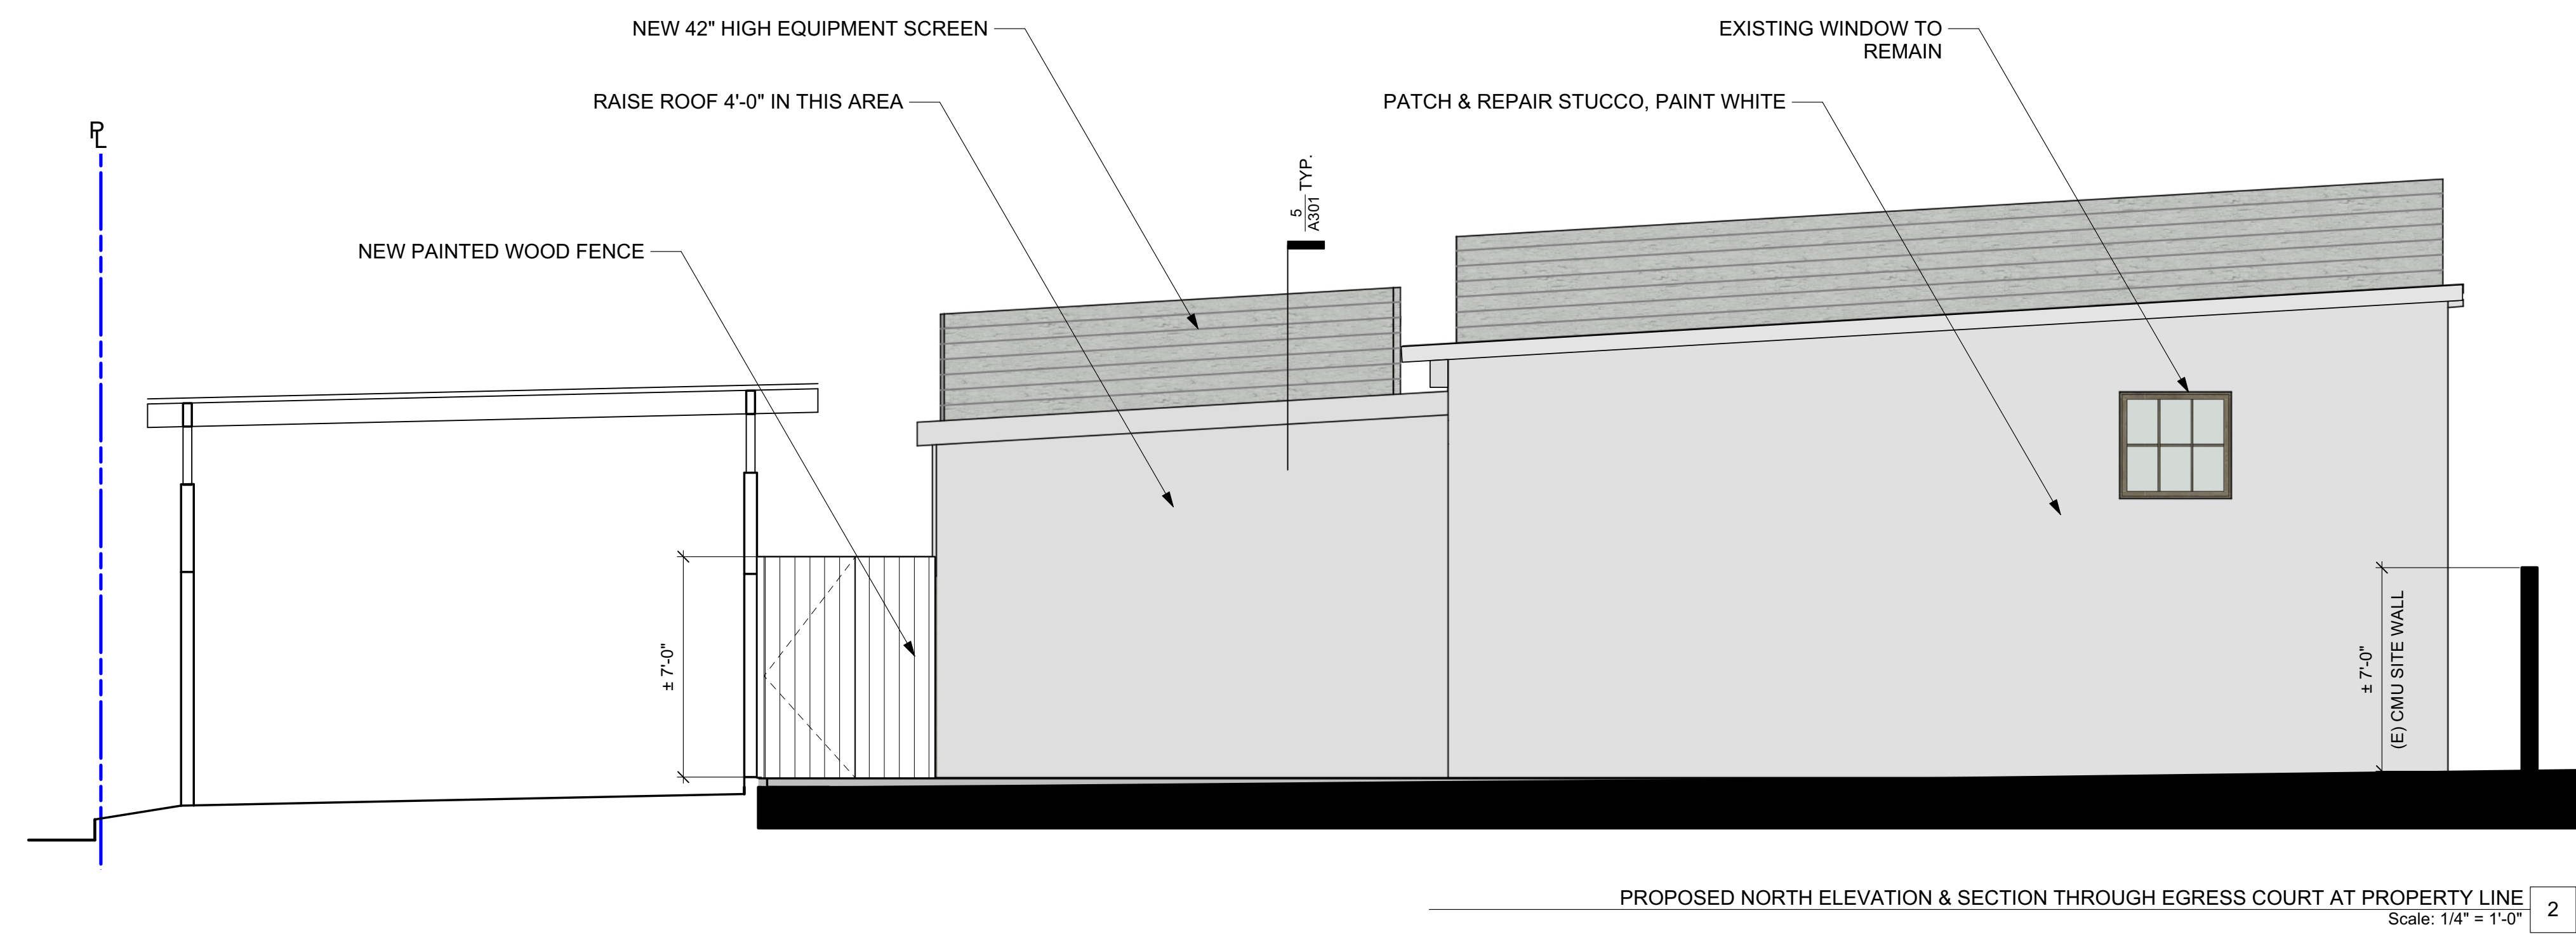 NEW 42" HIGH EQUIPMENT SCREEN
EXISTING WINDOW TO
REMAIN
RAISE ROOF 4'-0" IN THIS AREA
PATCH & REPAIR STUCCO, PAINT WHITE
PL
5
A301
TYP.
NEW PAINTED WOOD FENCE
± 7'-0"
± 7'-0"
(E) CMU SITE WALL
PROPOSED NORTH ELEVATION & SECTION THROUGH EGRESS COURT AT PROPERTY LINE
2
Scale: 1/4" = 1'-0"